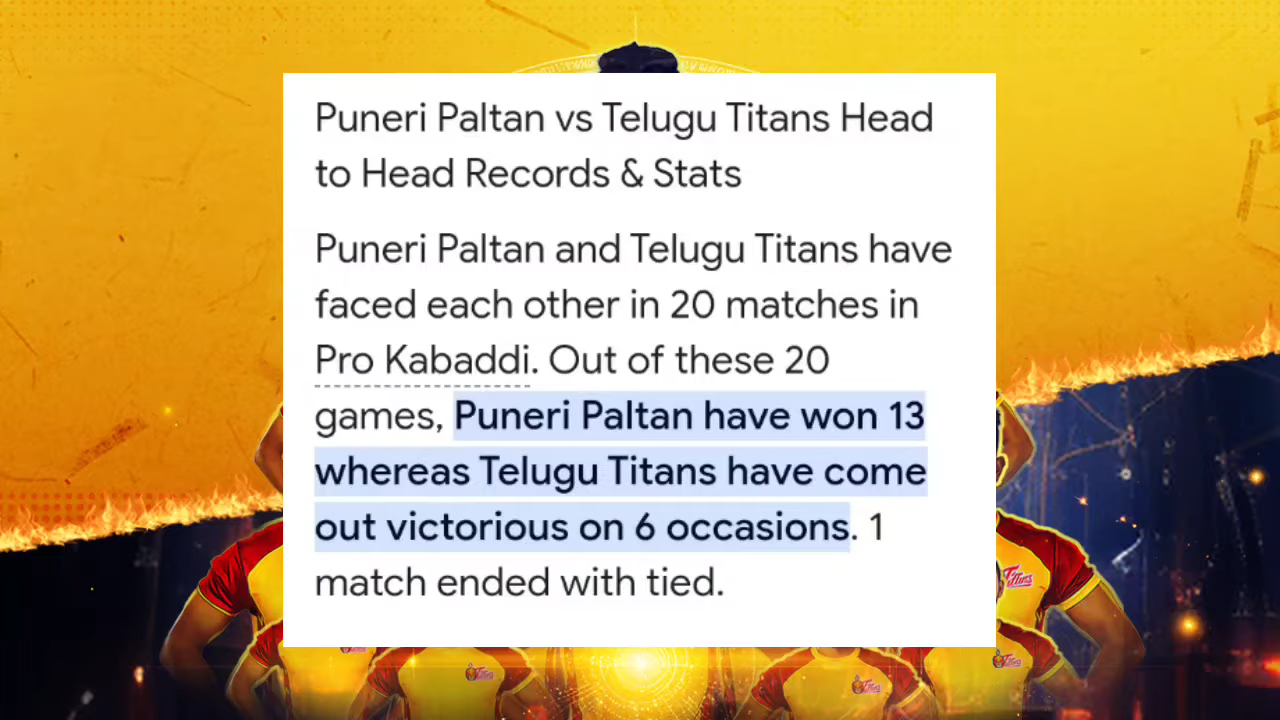 Puneri Paltan vs Telugu Titans Head
to Head Records & Stats
Puneri Paltan and Telugu Titans have
faced each other in 20 matches in
Pro Kabaddi. Out of these 20
games, Puneri Paltan have won 13
whereas Telugu Titans have come
out victorious on 6 occasions. 1
match ended with tied.